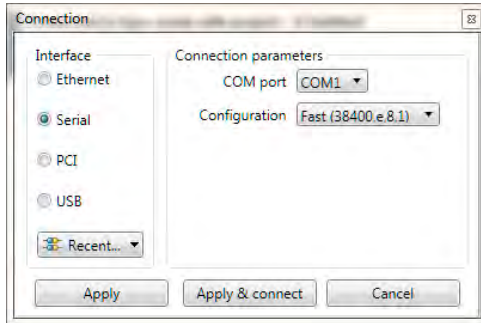 Connection
Interface
Connection parameters
Ethernet
COM port COM1
Serial
Configuration Fast (38400.e.8.1)
PCI
USB
Recent...
Apply
Apply & connect
Cancel